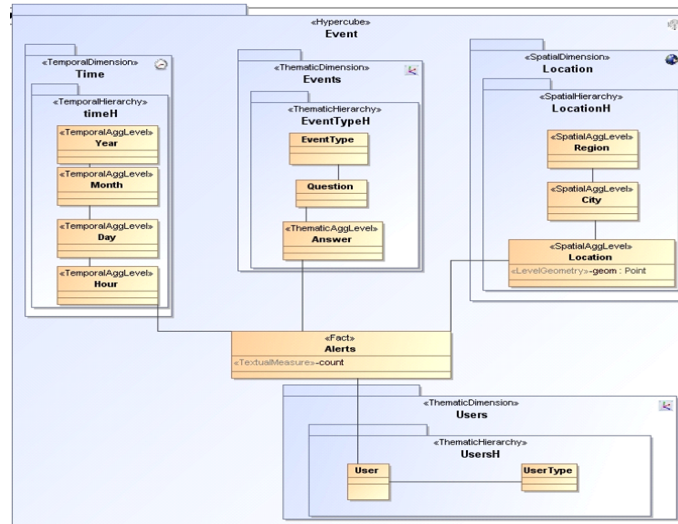 «Hypercube»
Event
«TemporalDimension»
Time
«TemporalHierarchy»
timeH
«TemporalAggLevel»
Year
«TemporalAggLevel»
Month
«TemporalAggLevel»
Day
«TemporalAggLevel»
Hour
«ThematicDimension»
Events
«ThematicHierarchy»
EventTypeH
EventType
Question
«ThematicAggLevel»
Answer
«SpatialDimension»
Location
«SpatialHierarchy»
LocationH
«SpatialAggLevel»
Region
«SpatialAggLevel»
City
«SpatialAggLevel»
Location
«LevelGeometry»-geom : Point
«Fact»
Alerts
«TextualMeasure»-count
«ThematicDimension»
Users
«ThematicHierarchy»
UsersH
User
UserType